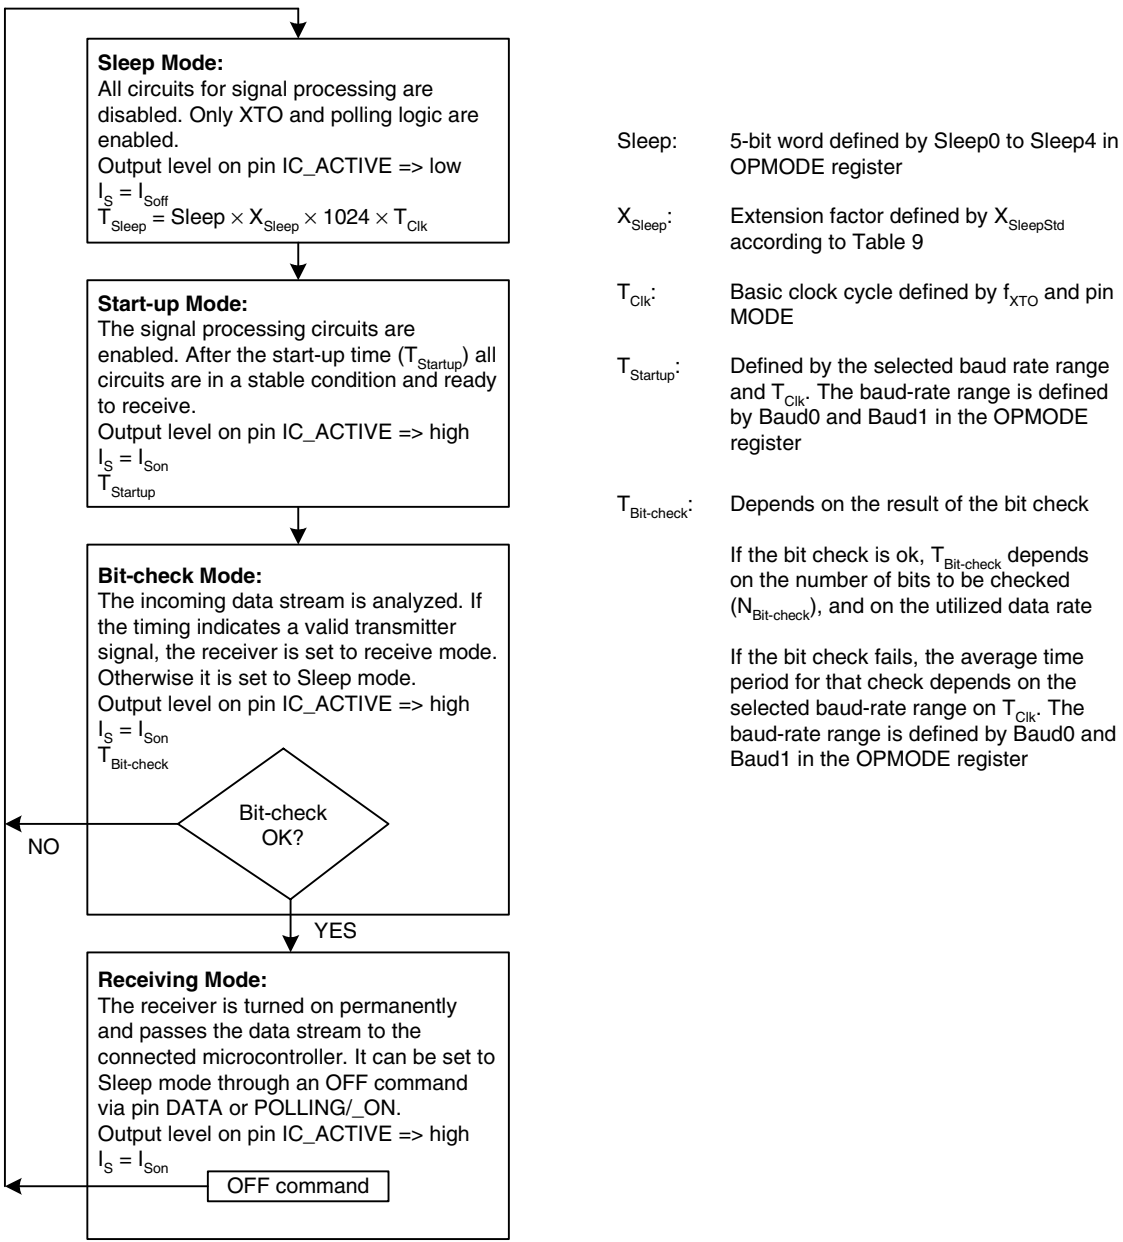 Sleep Mode:
All circuits for signal processing are
disabled. Only XTO and polling logic are
enabled.
Output level on pin IC_ACTIVE => low
I_S = I_Soff
T_Sleep = Sleep × X_Sleep × 1024 × T_Clk
Start-up Mode:
The signal processing circuits are
enabled. After the start-up time (T_Startup) all
circuits are in a stable condition and ready
to receive.
Output level on pin IC_ACTIVE => high
I_S = I_Son
T_Startup
Bit-check Mode:
The incoming data stream is analyzed. If
the timing indicates a valid transmitter
signal, the receiver is set to receive mode.
Otherwise it is set to Sleep mode.
Output level on pin IC_ACTIVE => high
I_S = I_Son
T_Bit-check
Bit-check
OK?
NO
YES
Receiving Mode:
The receiver is turned on permanently
and passes the data stream to the
connected microcontroller. It can be set to
Sleep mode through an OFF command
via pin DATA or POLLING/_ON.
Output level on pin IC_ACTIVE => high
I_S = I_Son
OFF command
Sleep: 5-bit word defined by Sleep0 to Sleep4 in
OPMODE register
X_Sleep: Extension factor defined by X_SleepStd
according to Table 9
T_Clk: Basic clock cycle defined by f_XTO and pin
MODE
T_Startup: Defined by the selected baud rate range
and T_Clk. The baud-rate range is defined
by Baud0 and Baud1 in the OPMODE
register
T_Bit-check: Depends on the result of the bit check
If the bit check is ok, T_Bit-check depends
on the number of bits to be checked
(N_Bit-check), and on the utilized data rate
If the bit check fails, the average time
period for that check depends on the
selected baud-rate range on T_Clk. The
baud-rate range is defined by Baud0 and
Baud1 in the OPMODE register